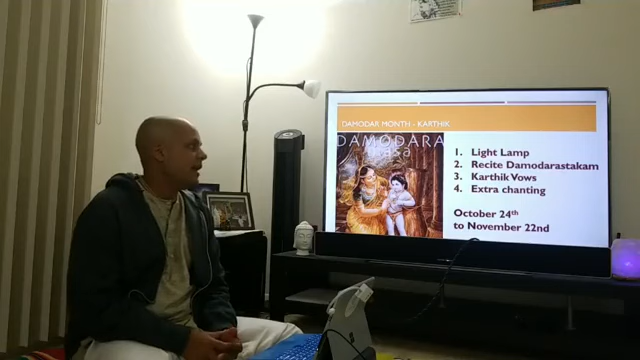 DAMODAR MONTH - KARTHIK
DAMODARA
1. Light Lamp
2. Recite Damodarastakam
3. Karthik Vows
4. Extra chanting
October 24th
to November 22nd